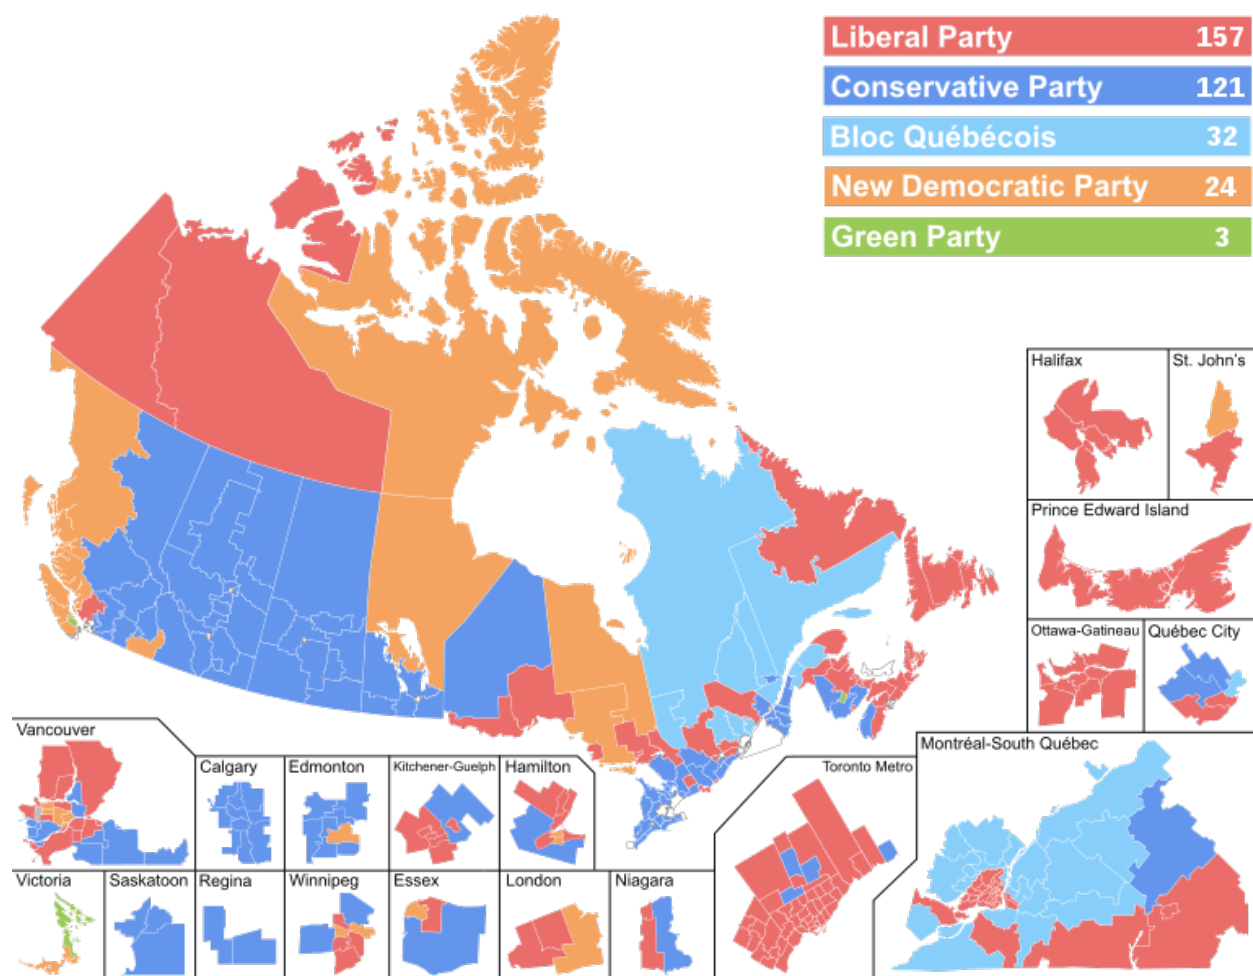 Liberal Party 157
Conservative Party 121
Bloc Québécois 32
New Democratic Party 24
Green Party 3
Halifax
St. John's
Prince Edward Island
Ottawa-Gatineau
Québec City
Vancouver
Calgary
Edmonton
Kitchener-Guelph
Hamilton
Toronto Metro
Montréal-South Québec
Victoria
Saskatoon
Regina
Winnipeg
Essex
London
Niagara